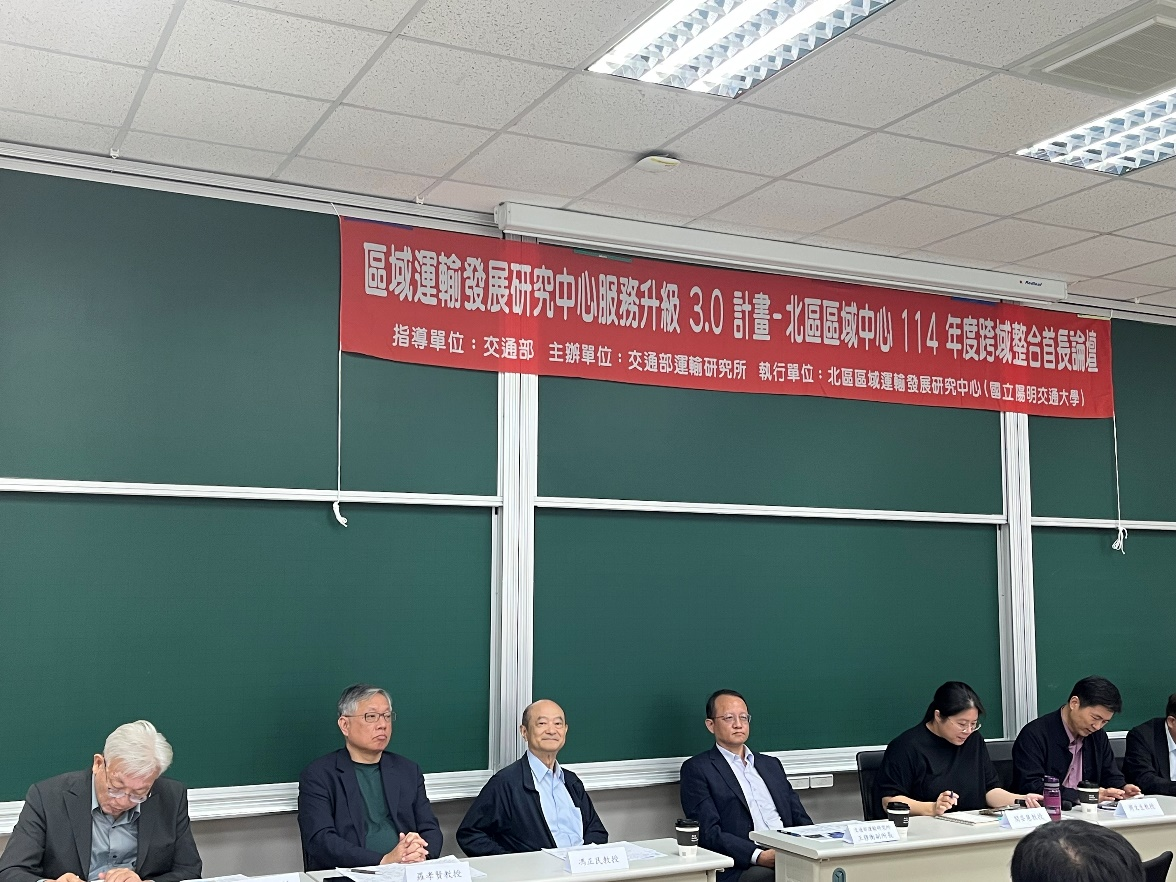 區域運輸發展研究中心服務升級 3.0 計畫-北區區域中心 114 年度跨域整合首長論壇
指導單位：交通部 主辦單位：交通部運輸研究所 執行單位：北區區域運輸發展研究中心(國立陽明交通大學)
羅孝賢教授
馮正民教授